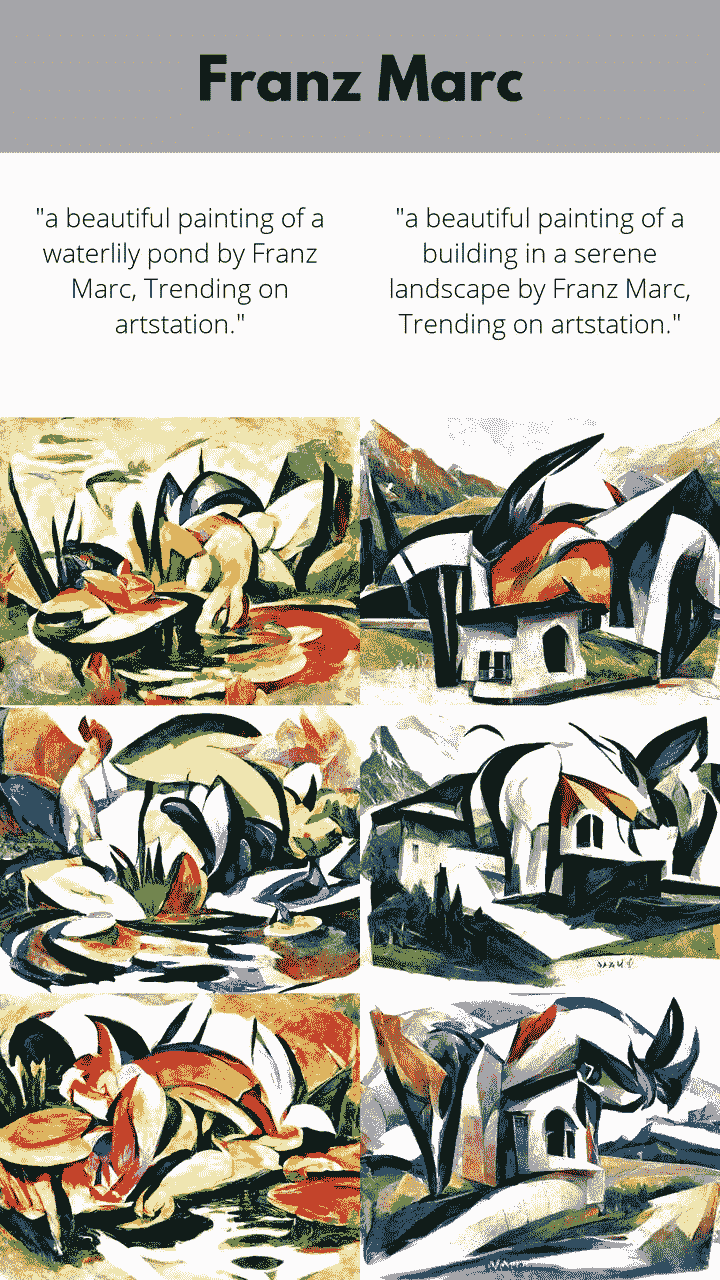 Franz Marc
"a beautiful painting of a
waterlily pond by Franz
Marc, Trending on
artstation."
"a beautiful painting of a
building in a serene
landscape by Franz Marc,
Trending on artstation."